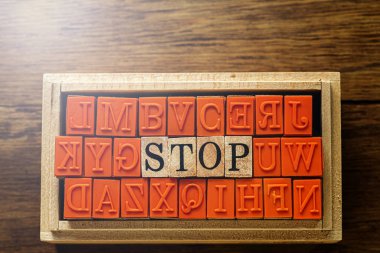 M B V C E R
K Y G STOP U W
D A Z X